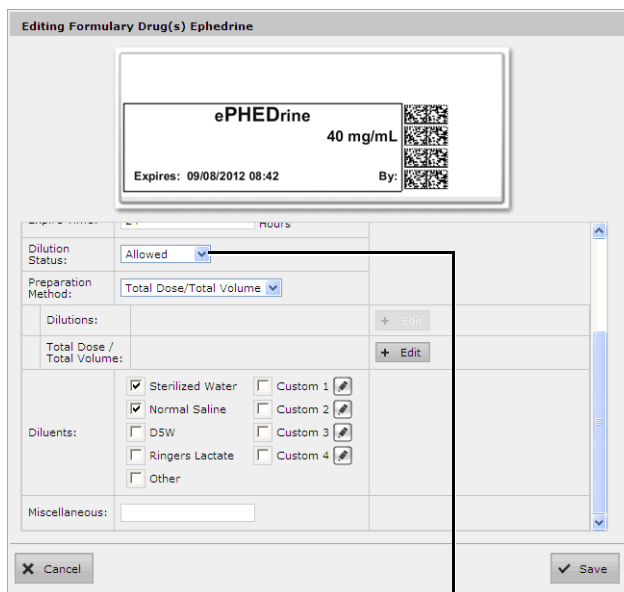 Editing Formulary Drug(s) Ephedrine
ePHEDrine
40 mg/mL
Expires: 09/08/2012 08:42 By:
Hours
Dilution Status: Allowed
Preparation Method: Total Dose/Total Volume
Dilutions: + Edit
Total Dose / Total Volume: + Edit
Diluents:
Sterilized Water Custom 1
Normal Saline Custom 2
D5W Custom 3
Ringers Lactate Custom 4
Other
Miscellaneous:
Cancel Save